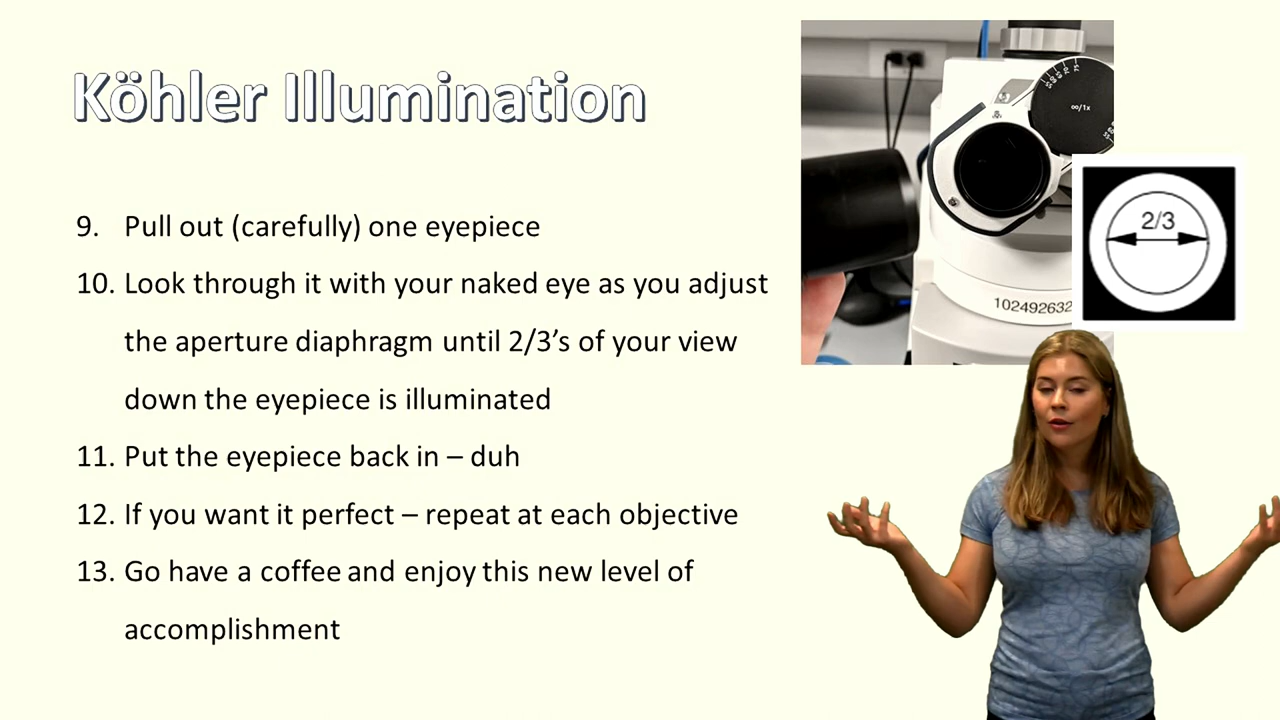 Köhler Illumination
9. Pull out (carefully) one eyepiece
10. Look through it with your naked eye as you adjust
the aperture diaphragm until 2/3’s of your view
down the eyepiece is illuminated
11. Put the eyepiece back in – duh
12. If you want it perfect – repeat at each objective
13. Go have a coffee and enjoy this new level of
accomplishment
∞/1x
2/3
102492632